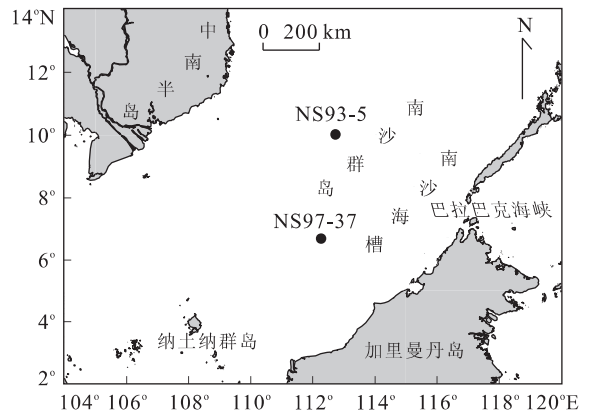 14°N
12°
10°
8°
6°
4°
2°
104°
106°
108°
110°
112°
114°
116°
118°
120°E
0 200 km
N
中南半岛
NS93-5
南沙群岛
南沙海槽
NS97-37
巴拉巴克海峡
纳土纳群岛
加里曼丹岛